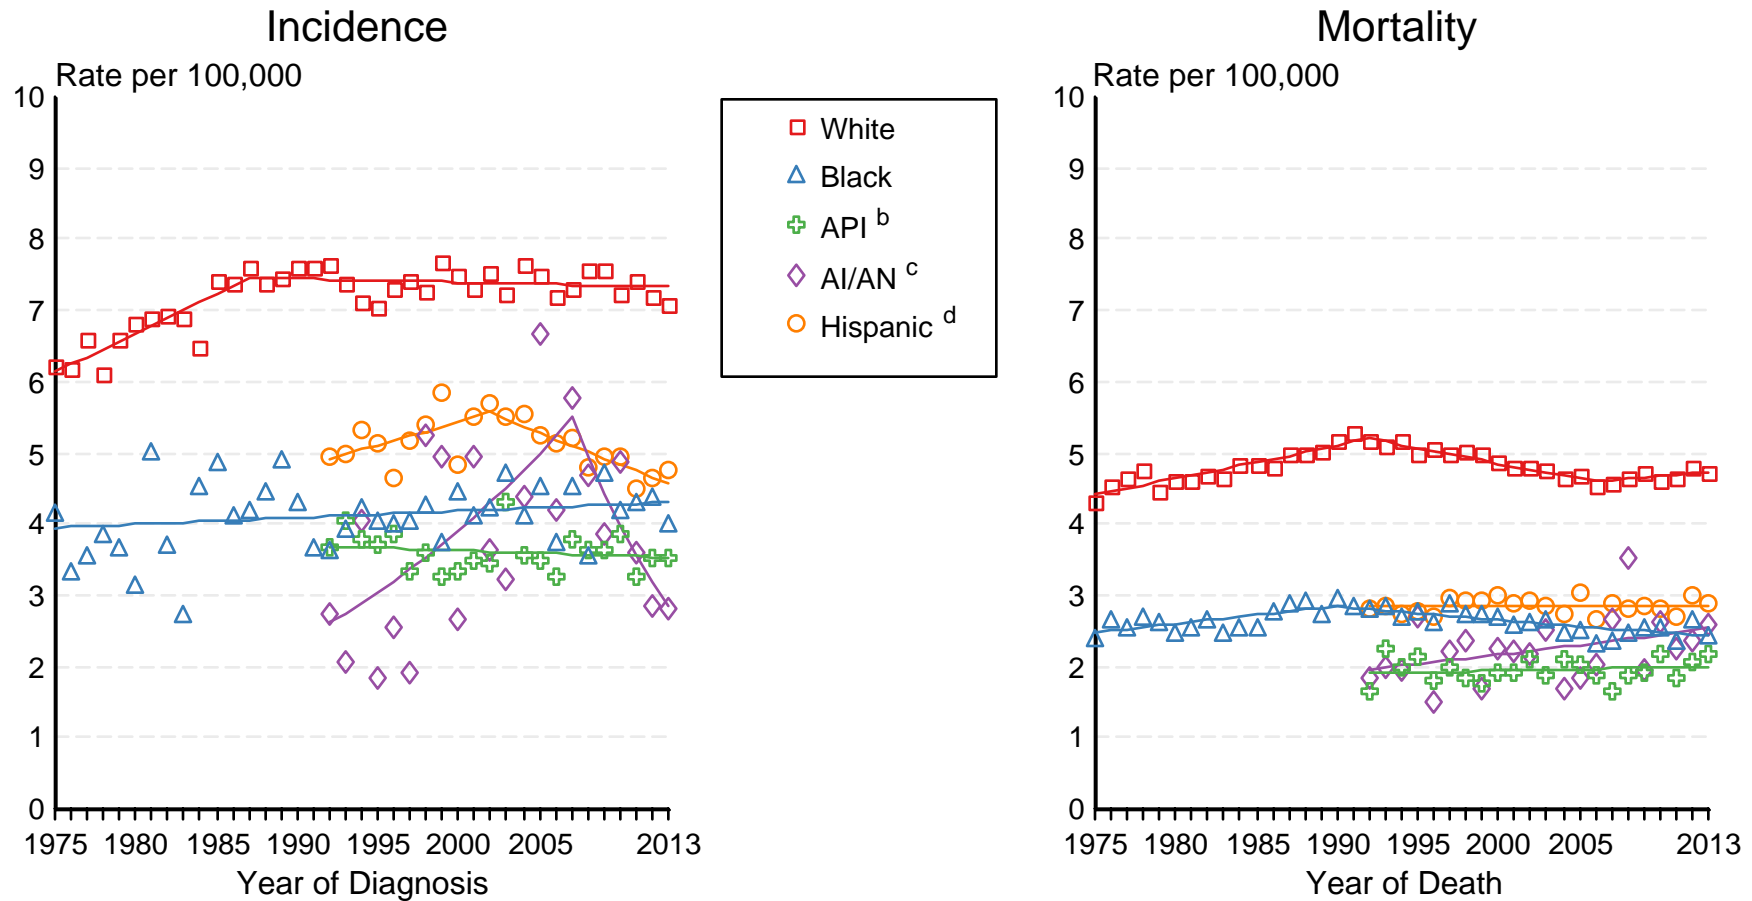 Incidence
Rate per 100,000
10
9
8
7
6
5
4
3
2
1
0
1975 1980 1985 1990 1995 2000 2005 2013
Year of Diagnosis
White
Black
API b
AI/AN c
Hispanic d
Mortality
Rate per 100,000
10
9
8
7
6
5
4
3
2
1
0
1975 1980 1985 1990 1995 2000 2005 2013
Year of Death